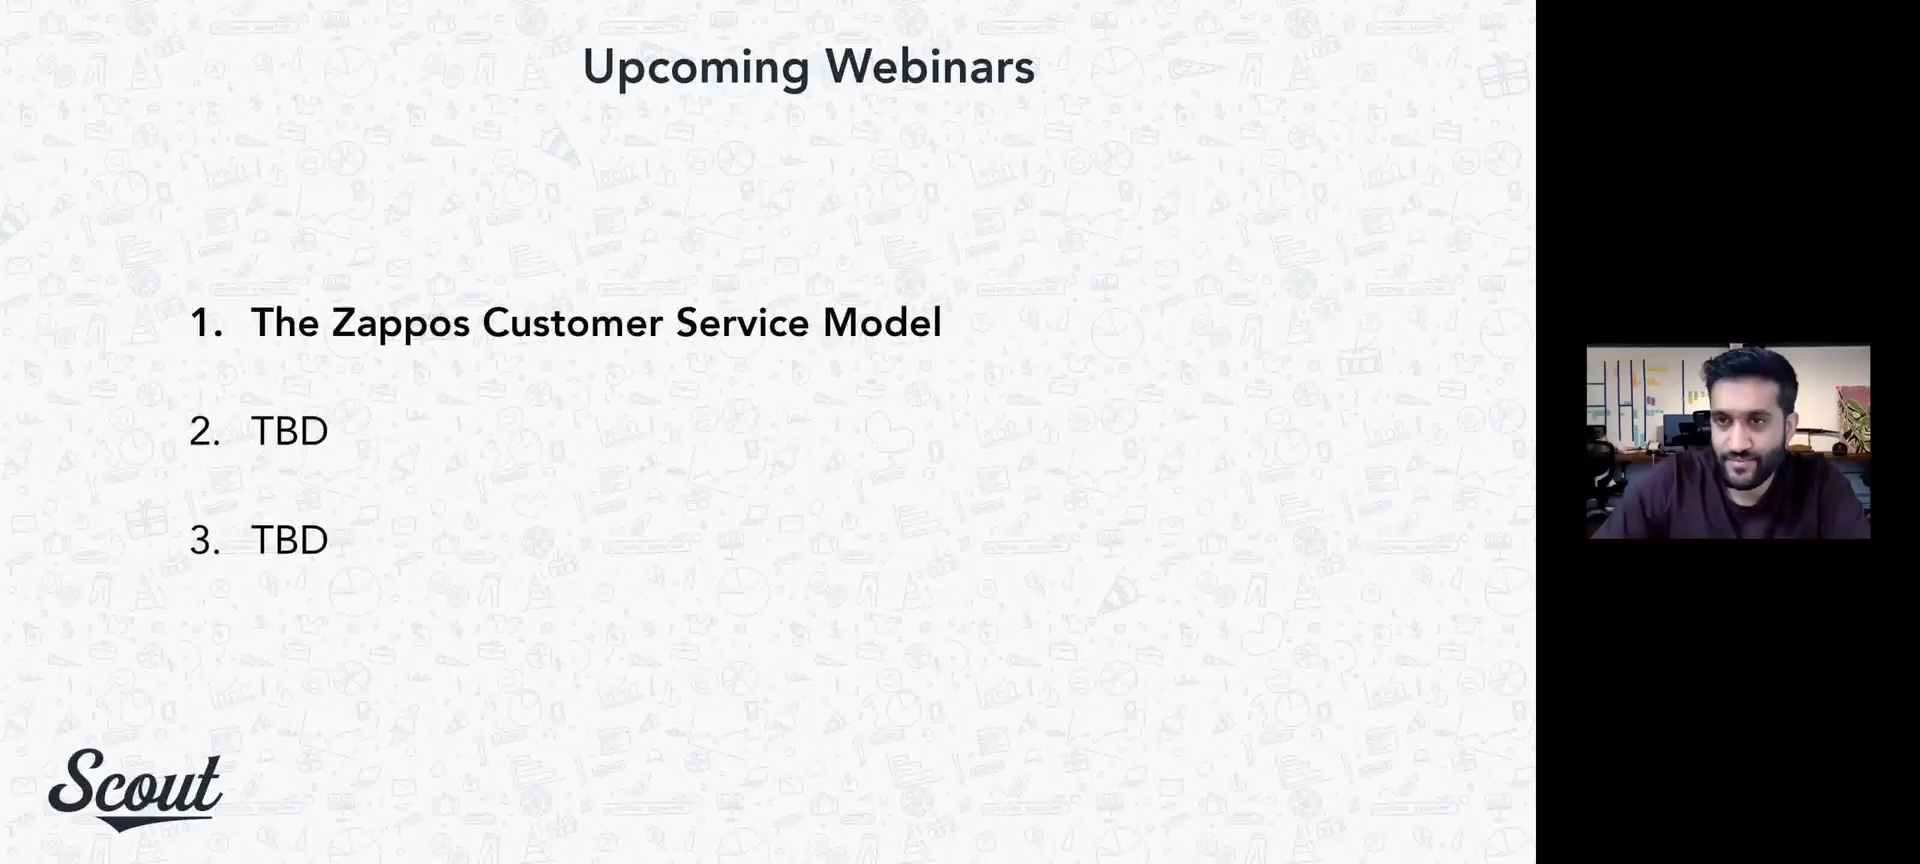 Upcoming Webinars
1. The Zappos Customer Service Model
2. TBD
3. TBD
Scout